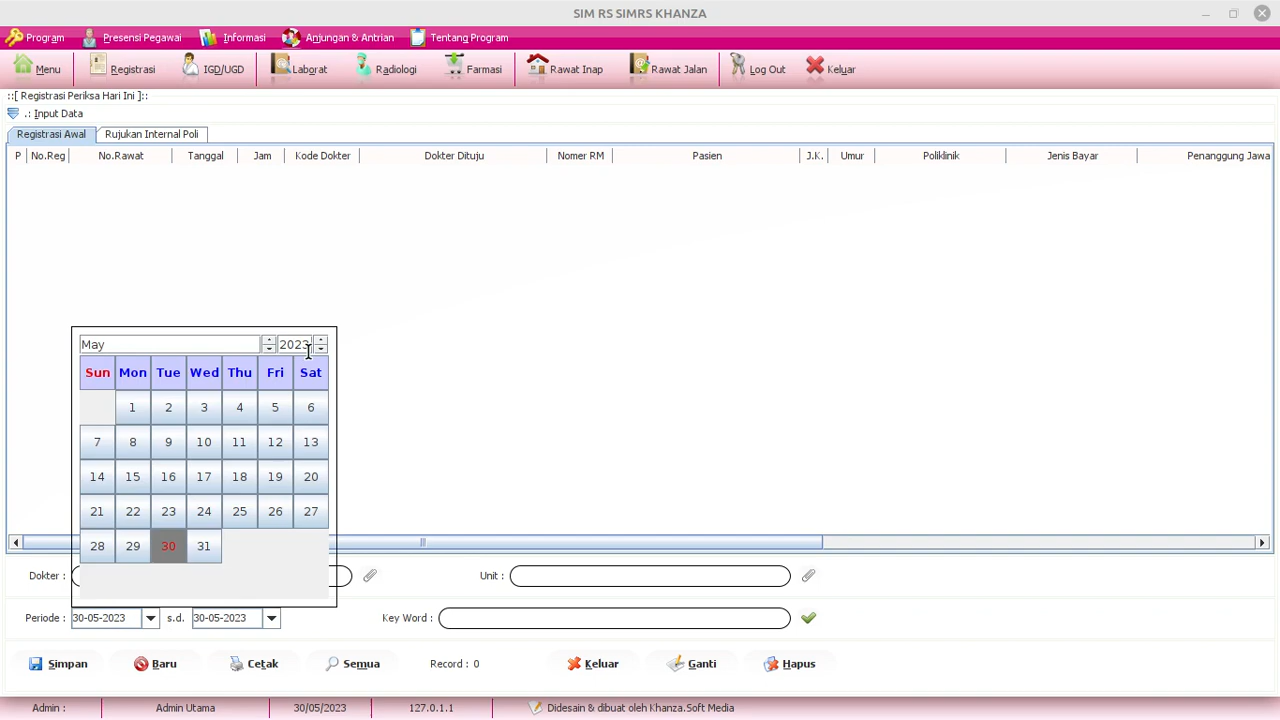 SIM RS SIMRS KHANZA
Program Presensi Pegawai Informasi Anjungan & Antrian Tentang Program
Menu Registrasi IGD/UGD Laborat Radiologi Farmasi Rawat Inap Rawat Jalan Log Out Keluar
::[ Registrasi Periksa Hari Ini ]::
.: Input Data
Registrasi Awal Rujukan Internal Poli
P No.Reg No.Rawat Tanggal Jam Kode Dokter Dokter Dituju Nomer RM Pasien J.K. Umur Poliklinik Jenis Bayar Penanggung Jawa
May 2023
Sun Mon Tue Wed Thu Fri Sat
1 2 3 4 5 6
7 8 9 10 11 12 13
14 15 16 17 18 19 20
21 22 23 24 25 26 27
28 29 30 31
Dokter : Unit :
Periode : 30-05-2023 s.d. 30-05-2023 Key Word :
Simpan Baru Cetak Semua Record : 0 Keluar Ganti Hapus
Admin : Admin Utama 30/05/2023 127.0.1.1 Didesain & dibuat oleh Khanza.Soft Media